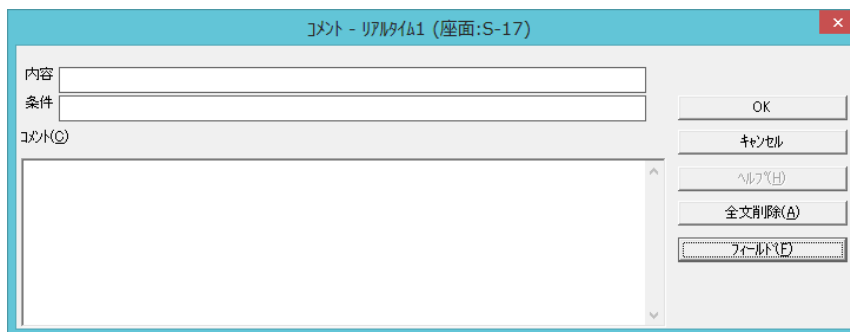 ｺﾒﾝﾄ - ﾘｱﾙﾀｲﾑ1 (座面:S-17)
内容
条件
OK
ｺﾒﾝﾄ(C)
ｷｬﾝｾﾙ
ﾍﾙﾌﾟ(H)
全文削除(A)
ﾌｨｰﾙﾄﾞ(F)